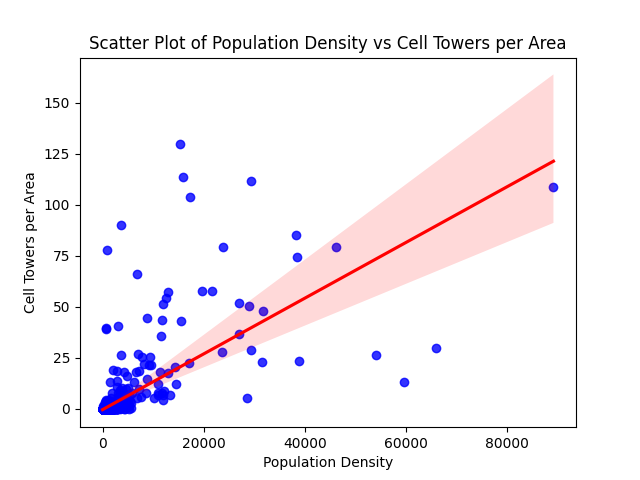 Scatter Plot of Population Density vs Cell Towers per Area
150
125
100
75
50
25
0
Cell Towers per Area
0 20000 40000 60000 80000
Population Density